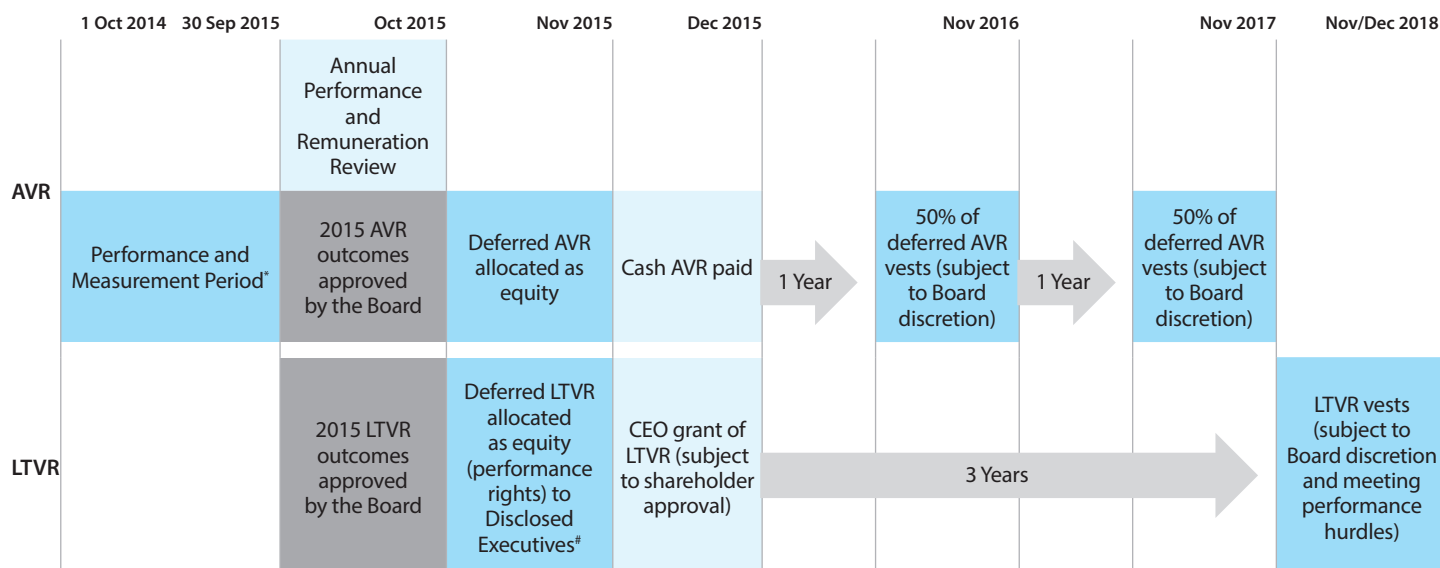 1 Oct 2014 30 Sep 2015 Oct 2015 Nov 2015 Dec 2015 Nov 2016 Nov 2017 Nov/Dec 2018
Annual
Performance
and
Remuneration
Review
AVR
Performance and
Measurement Period*
2015 AVR
outcomes
approved
by the Board
Deferred AVR
allocated as
equity
Cash AVR paid
1 Year
50% of
deferred AVR
vests (subject
to Board
discretion)
1 Year
50% of
deferred AVR
vests (subject
to Board
discretion)
LTVR
2015 LTVR
outcomes
approved
by the Board
Deferred LTVR
allocated
as equity
(performance
rights) to
Disclosed
Executives#
CEO grant of
LTVR (subject
to shareholder
approval)
3 Years
LTVR vests
(subject to
Board discretion
and meeting
performance
hurdles)